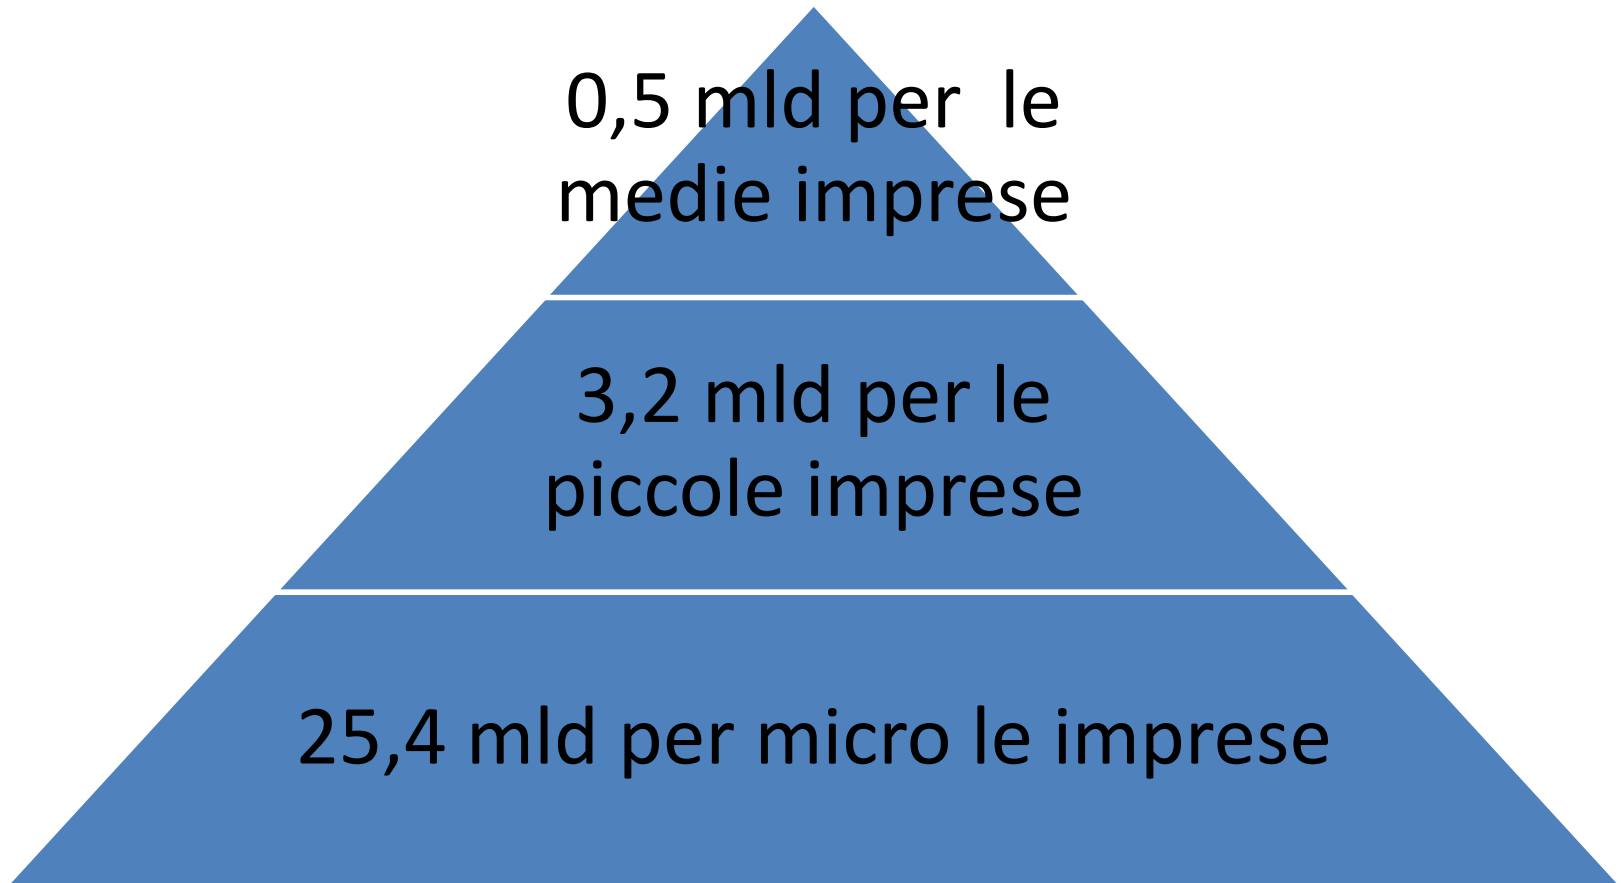 0,5 mld per  le
medie imprese
3,2 mld per le
piccole imprese
25,4 mld per micro le imprese